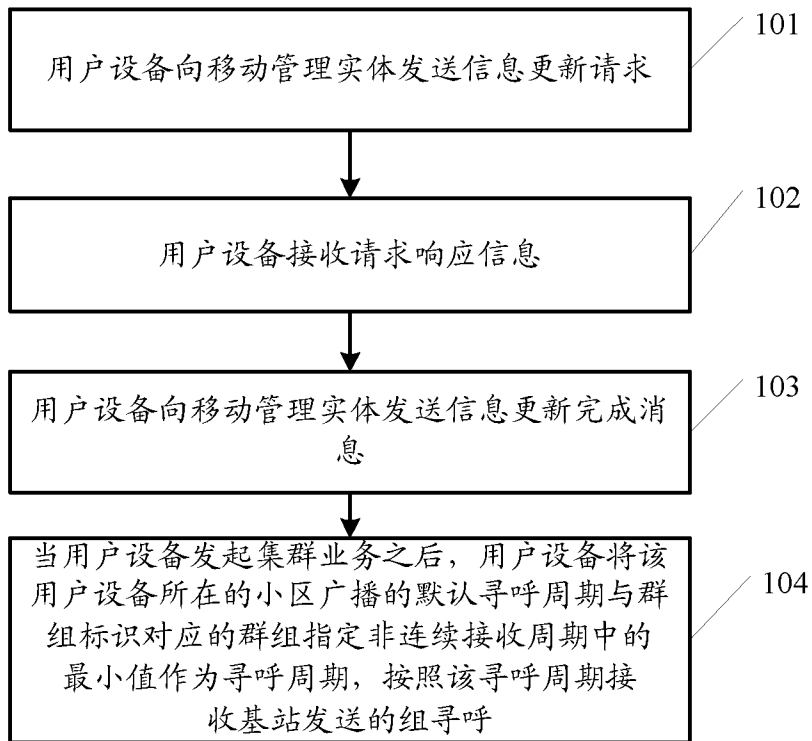 101
用户设备向移动管理实体发送信息更新请求
102
用户设备接收请求响应信息
103
用户设备向移动管理实体发送信息更新完成消
息
当用户设备发起集群业务之后，用户设备将该
用户设备所在的小区广播的默认寻呼周期与群
组标识对应的群组指定非连续接收周期中的
最小值作为寻呼周期，按照该寻呼周期接
收基站发送的组寻呼
104